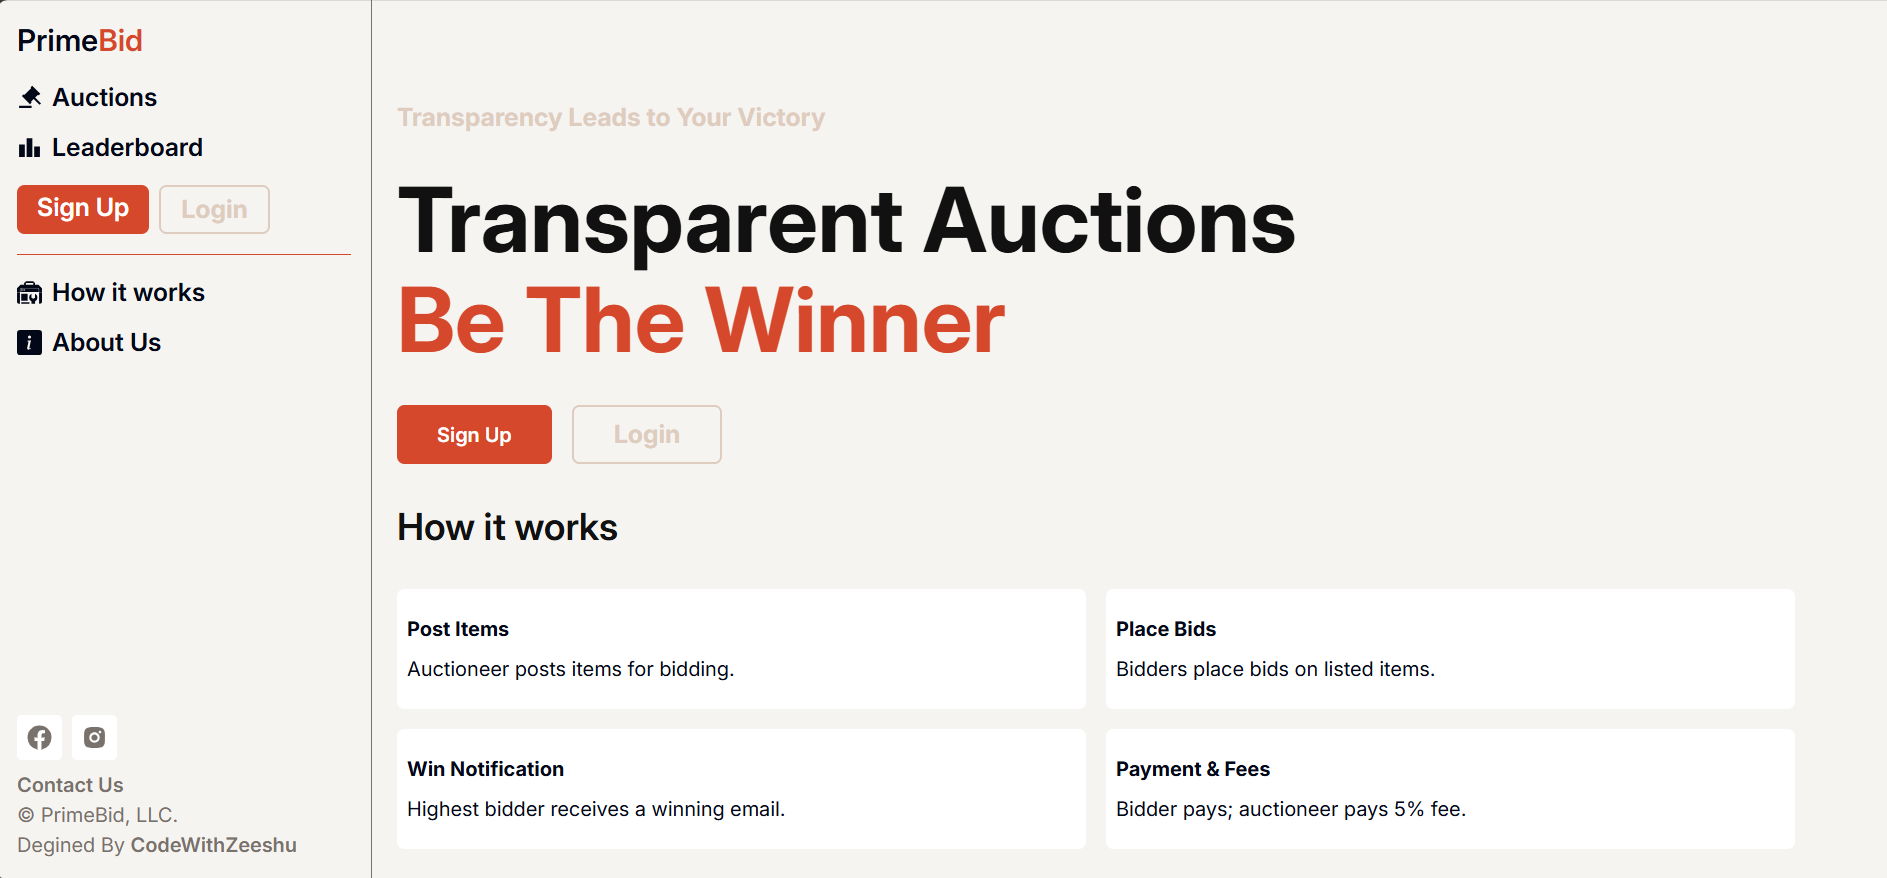 PrimeBid
Auctions
Leaderboard
Sign Up
Login
How it works
About Us
Contact Us
© PrimeBid, LLC.
Degined By CodeWithZeeshu
Transparency Leads to Your Victory
Transparent Auctions
Be The Winner
Sign Up
Login
How it works
Post Items
Auctioneer posts items for bidding.
Place Bids
Bidders place bids on listed items.
Win Notification
Highest bidder receives a winning email.
Payment & Fees
Bidder pays; auctioneer pays 5% fee.